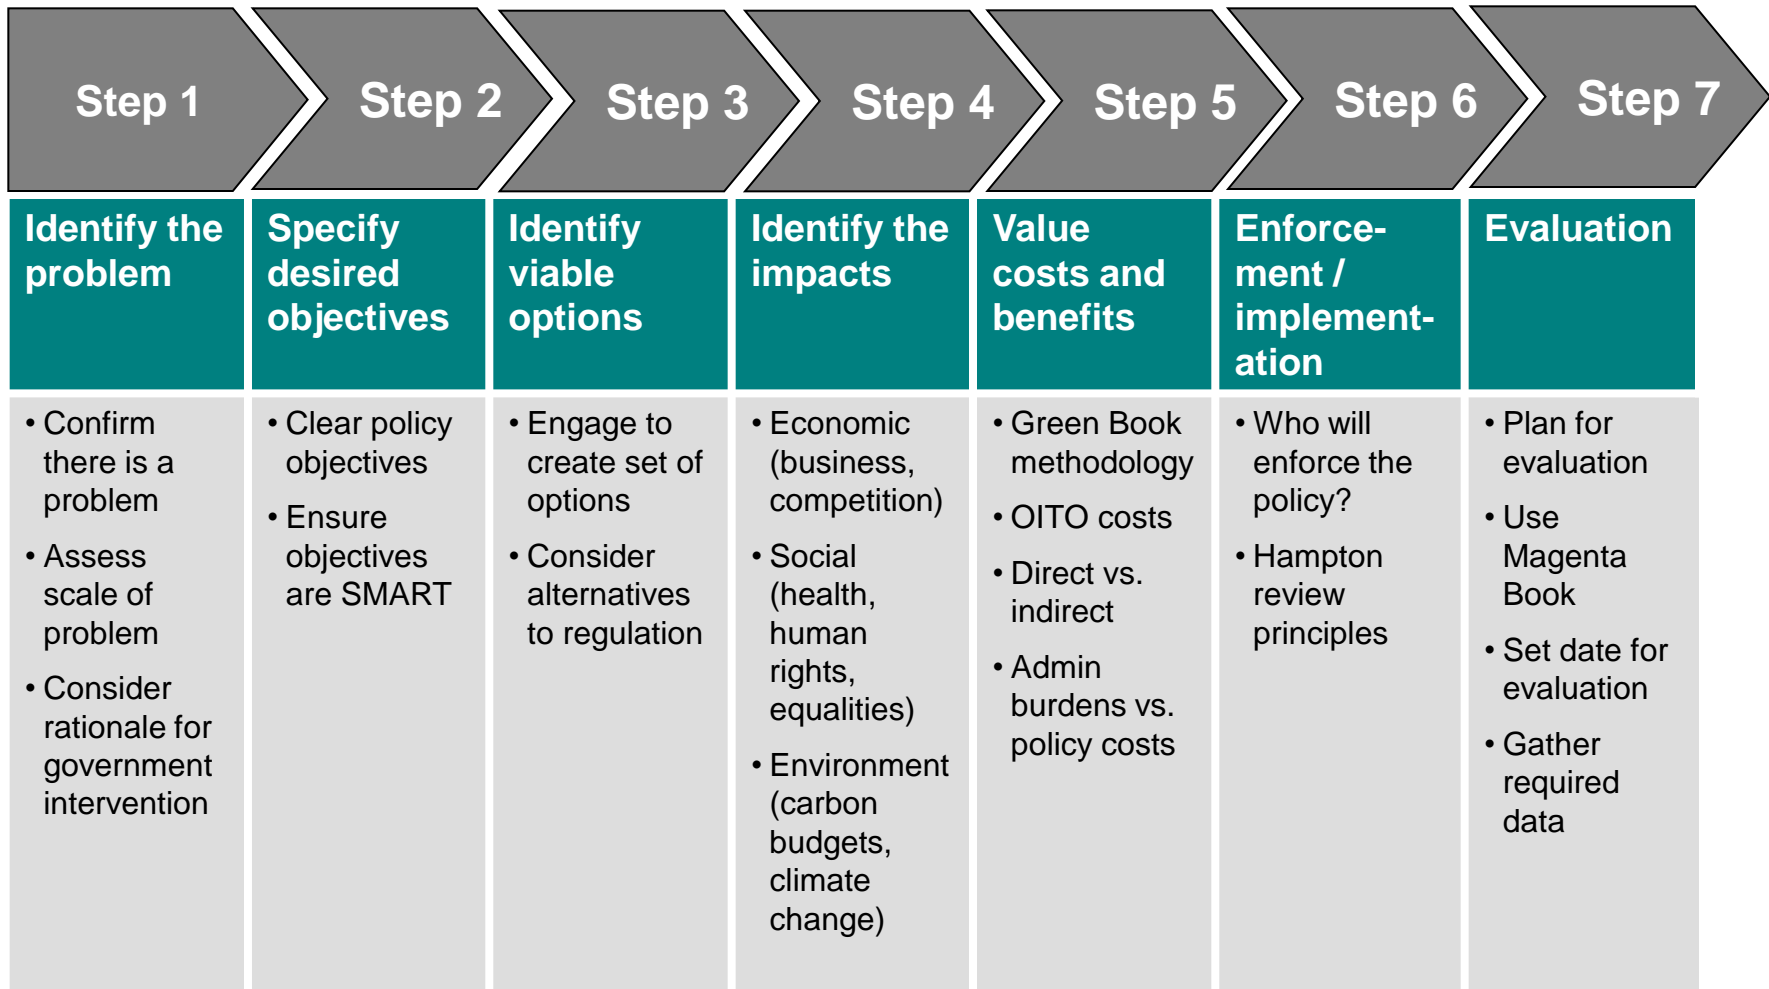 Step 1
Step 2
Step 3
Step 4
Step 5
Step 6
Step 7
Identify the
problem
Specify
desired
objectives
Identify
viable
options
Identify the
impacts
Value
costs and
benefits
Enforce-
ment /
implement-
ation
Evaluation
• Confirm
there is a
problem
• Assess
scale of
problem
• Consider
rationale for
government
intervention
• Clear policy
objectives
• Ensure
objectives
are SMART
• Engage to
create set of
options
• Consider
alternatives
to regulation
• Economic
(business,
competition)
• Social
(health,
human
rights,
equalities)
• Environment
(carbon
budgets,
climate
change)
• Green Book
methodology
• OITO costs
• Direct vs.
indirect
• Admin
burdens vs.
policy costs
• Who will
enforce the
policy?
• Hampton
review
principles
• Plan for
evaluation
• Use
Magenta
Book
• Set date for
evaluation
• Gather
required
data